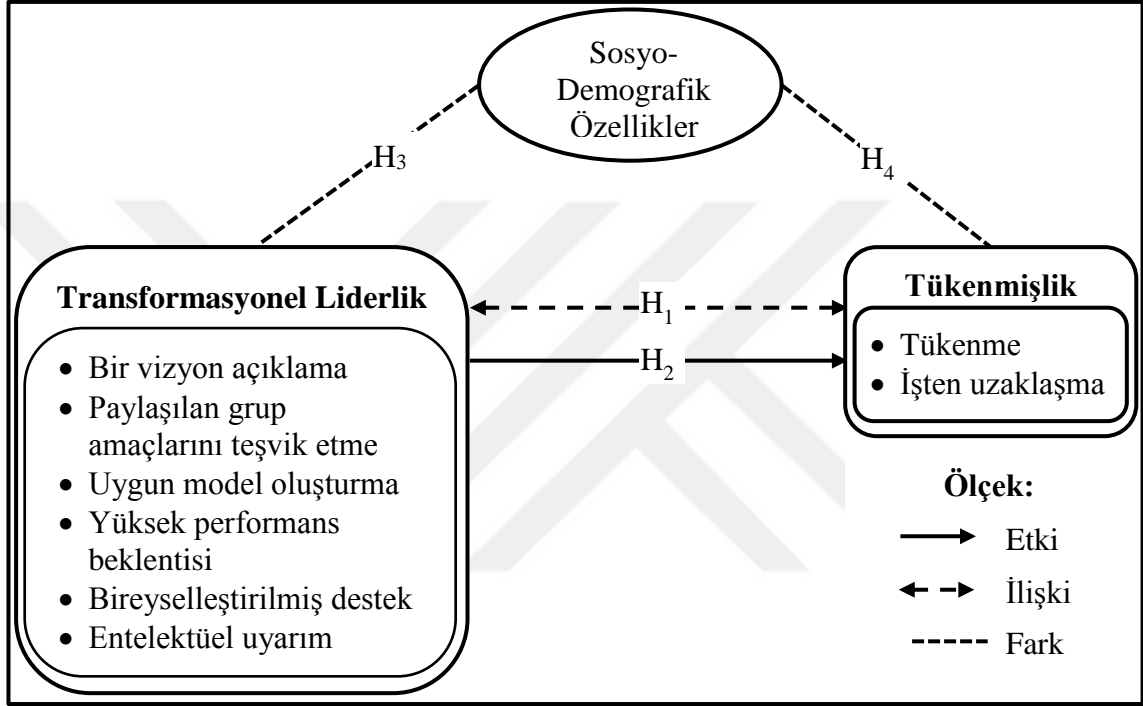 Sosyo-
Demografik
Özellikler
H3
H4
Transformasyonel Liderlik
• Bir vizyon açıklama
• Paylaşılan grup
amaçlarını teşvik etme
• Uygun model oluşturma
• Yüksek performans
beklentisi
• Bireyselleştirilmiş destek
• Entelektüel uyarım
H1
H2
Tükenmişlik
• Tükenme
• İşten uzaklaşma
Ölçek:
Etki
İlişki
Fark